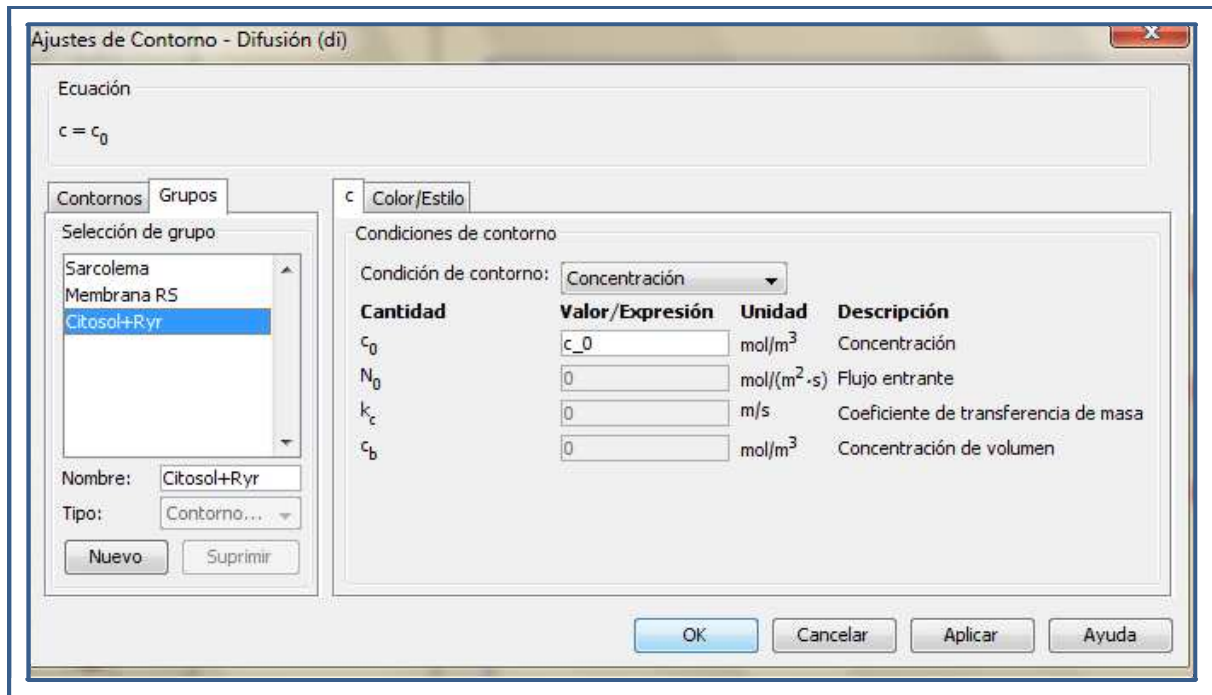 Ajustes de Contorno - Difusión (di)
Ecuación
c = c0
Contornos Grupos
Selección de grupo
Sarcolema
Membrana RS
Citosol+Ryr
Nombre: Citosol+Ryr
Tipo: Contorno...
Nuevo Suprimir
c Color/Estilo
Condiciones de contorno
Condición de contorno: Concentración
Cantidad Valor/Expresión Unidad Descripción
c0 c_0 mol/m3 Concentración
N0 0 mol/(m2·s) Flujo entrante
kc 0 m/s Coeficiente de transferencia de masa
cb 0 mol/m3 Concentración de volumen
OK Cancelar Aplicar Ayuda